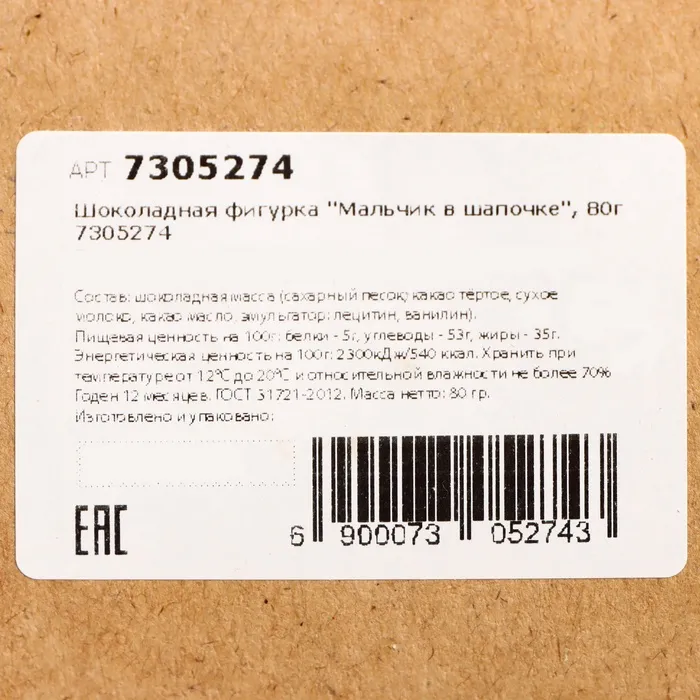 АРТ 7305274
Шоколадная фигурка "Мальчик в шапочке", 80г
7305274
Состав: шоколадная масса (сахарный песок, какао тёртое, сухое
молоко, какао масло, эмульгатор: лецитин, ванилин).
Пищевая ценность на 100г: белки - 5г, углеводы - 53г, жиры - 35г.
Энергетическая ценность на 100г: 2300кДж/540 ккал. Хранить при
температуре от 12°С до 20°С и относительной влажности не более 70%
Годен 12 месяцев. ГОСТ 31721-2012. Масса нетто: 80 гр.
Изготовлено и упаковано:
EAC
6 900073 052743